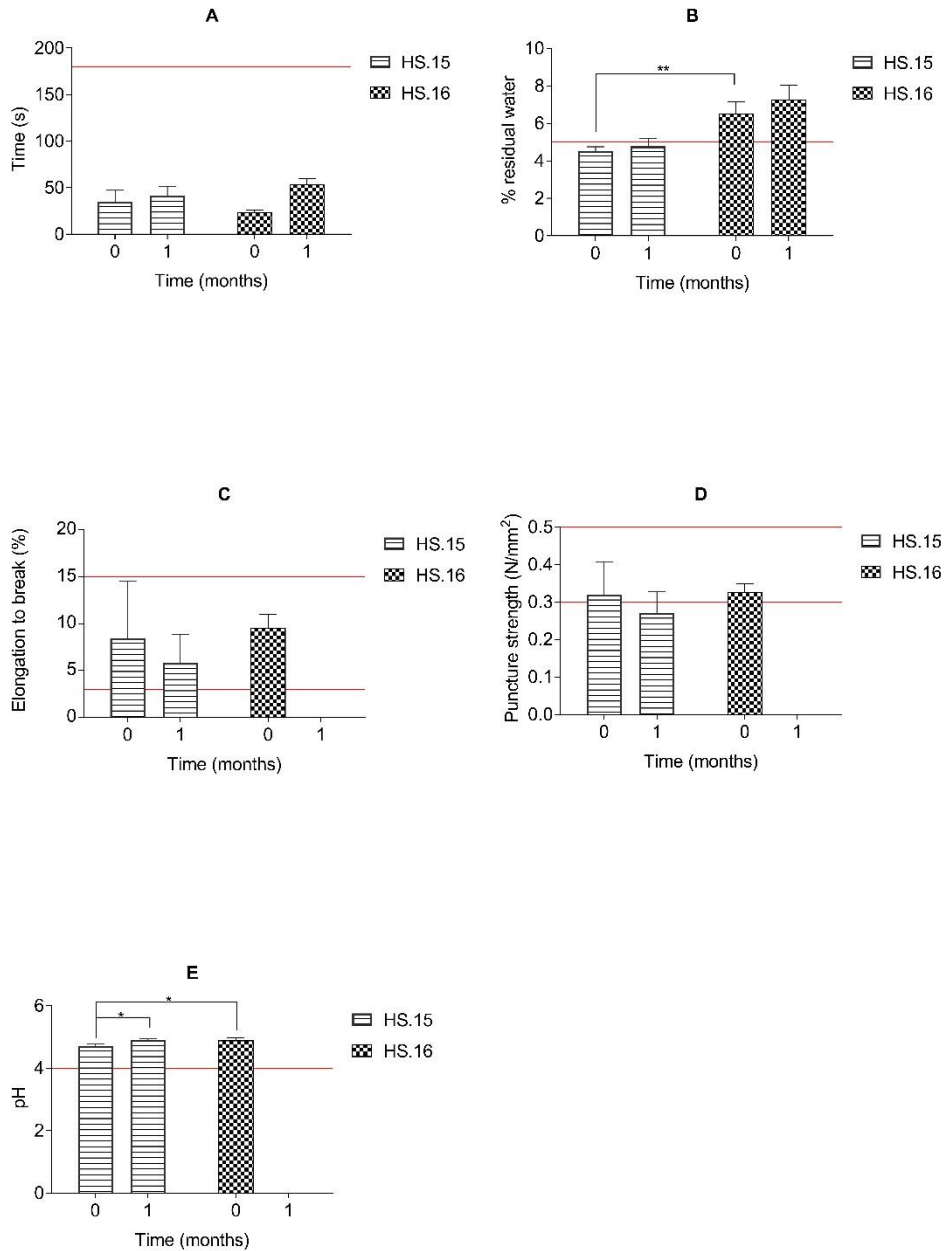 A
Time (s)
200
150
100
50
0
0 1 0 1
Time (months)
HS.15
HS.16
B
% residual water
10
8
6
4
2
0
**
0 1 0 1
Time (months)
HS.15
HS.16
C
Elongation to break (%)
20
15
10
5
0
0 1 0 1
Time (months)
HS.15
HS.16
D
Puncture strength (N/mm²)
0.5
0.4
0.3
0.2
0.1
0.0
0 1 0 1
Time (months)
HS.15
HS.16
E
pH
6
4
2
0
*
*
0 1 0 1
Time (months)
HS.15
HS.16